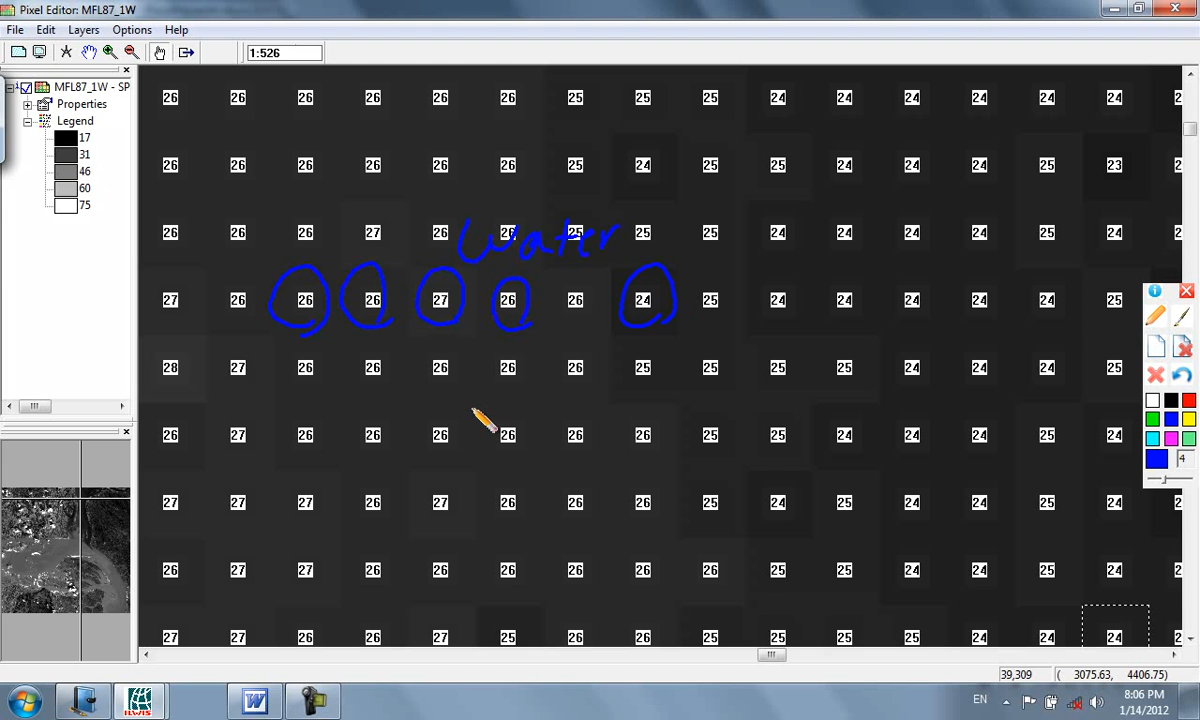 Pixel Editor: MFL87_1W
File Edit Layers Options Help
1:526
MFL87_1W - SP
Properties
Legend
17
31
46
60
75
26 26 26 26 26 26 25 25 25 24 24 24 24 24 24
26 26 26 26 26 26 25 24 25 24 24 24 24 25 23
Water
26 26 26 27 26 26 25 25 25 24 24 24 24 24 24
27 26 26 26 27 26 26 24 25 24 24 24 24 24 25
28 27 26 26 26 26 26 25 25 25 25 24 24 24 25
26 27 26 26 26 26 26 26 25 25 24 24 24 25 24
27 27 26 26 27 26 26 26 25 24 25 24 24 25 24
26 27 27 26 26 26 26 26 26 25 25 24 24 25 24
27 27 26 26 27 25 26 26 26 25 25 25 24 24 24
4
39,309 ( 3075.63, 4406.75)
ILWIS
W
EN
8:06 PM
1/14/2012